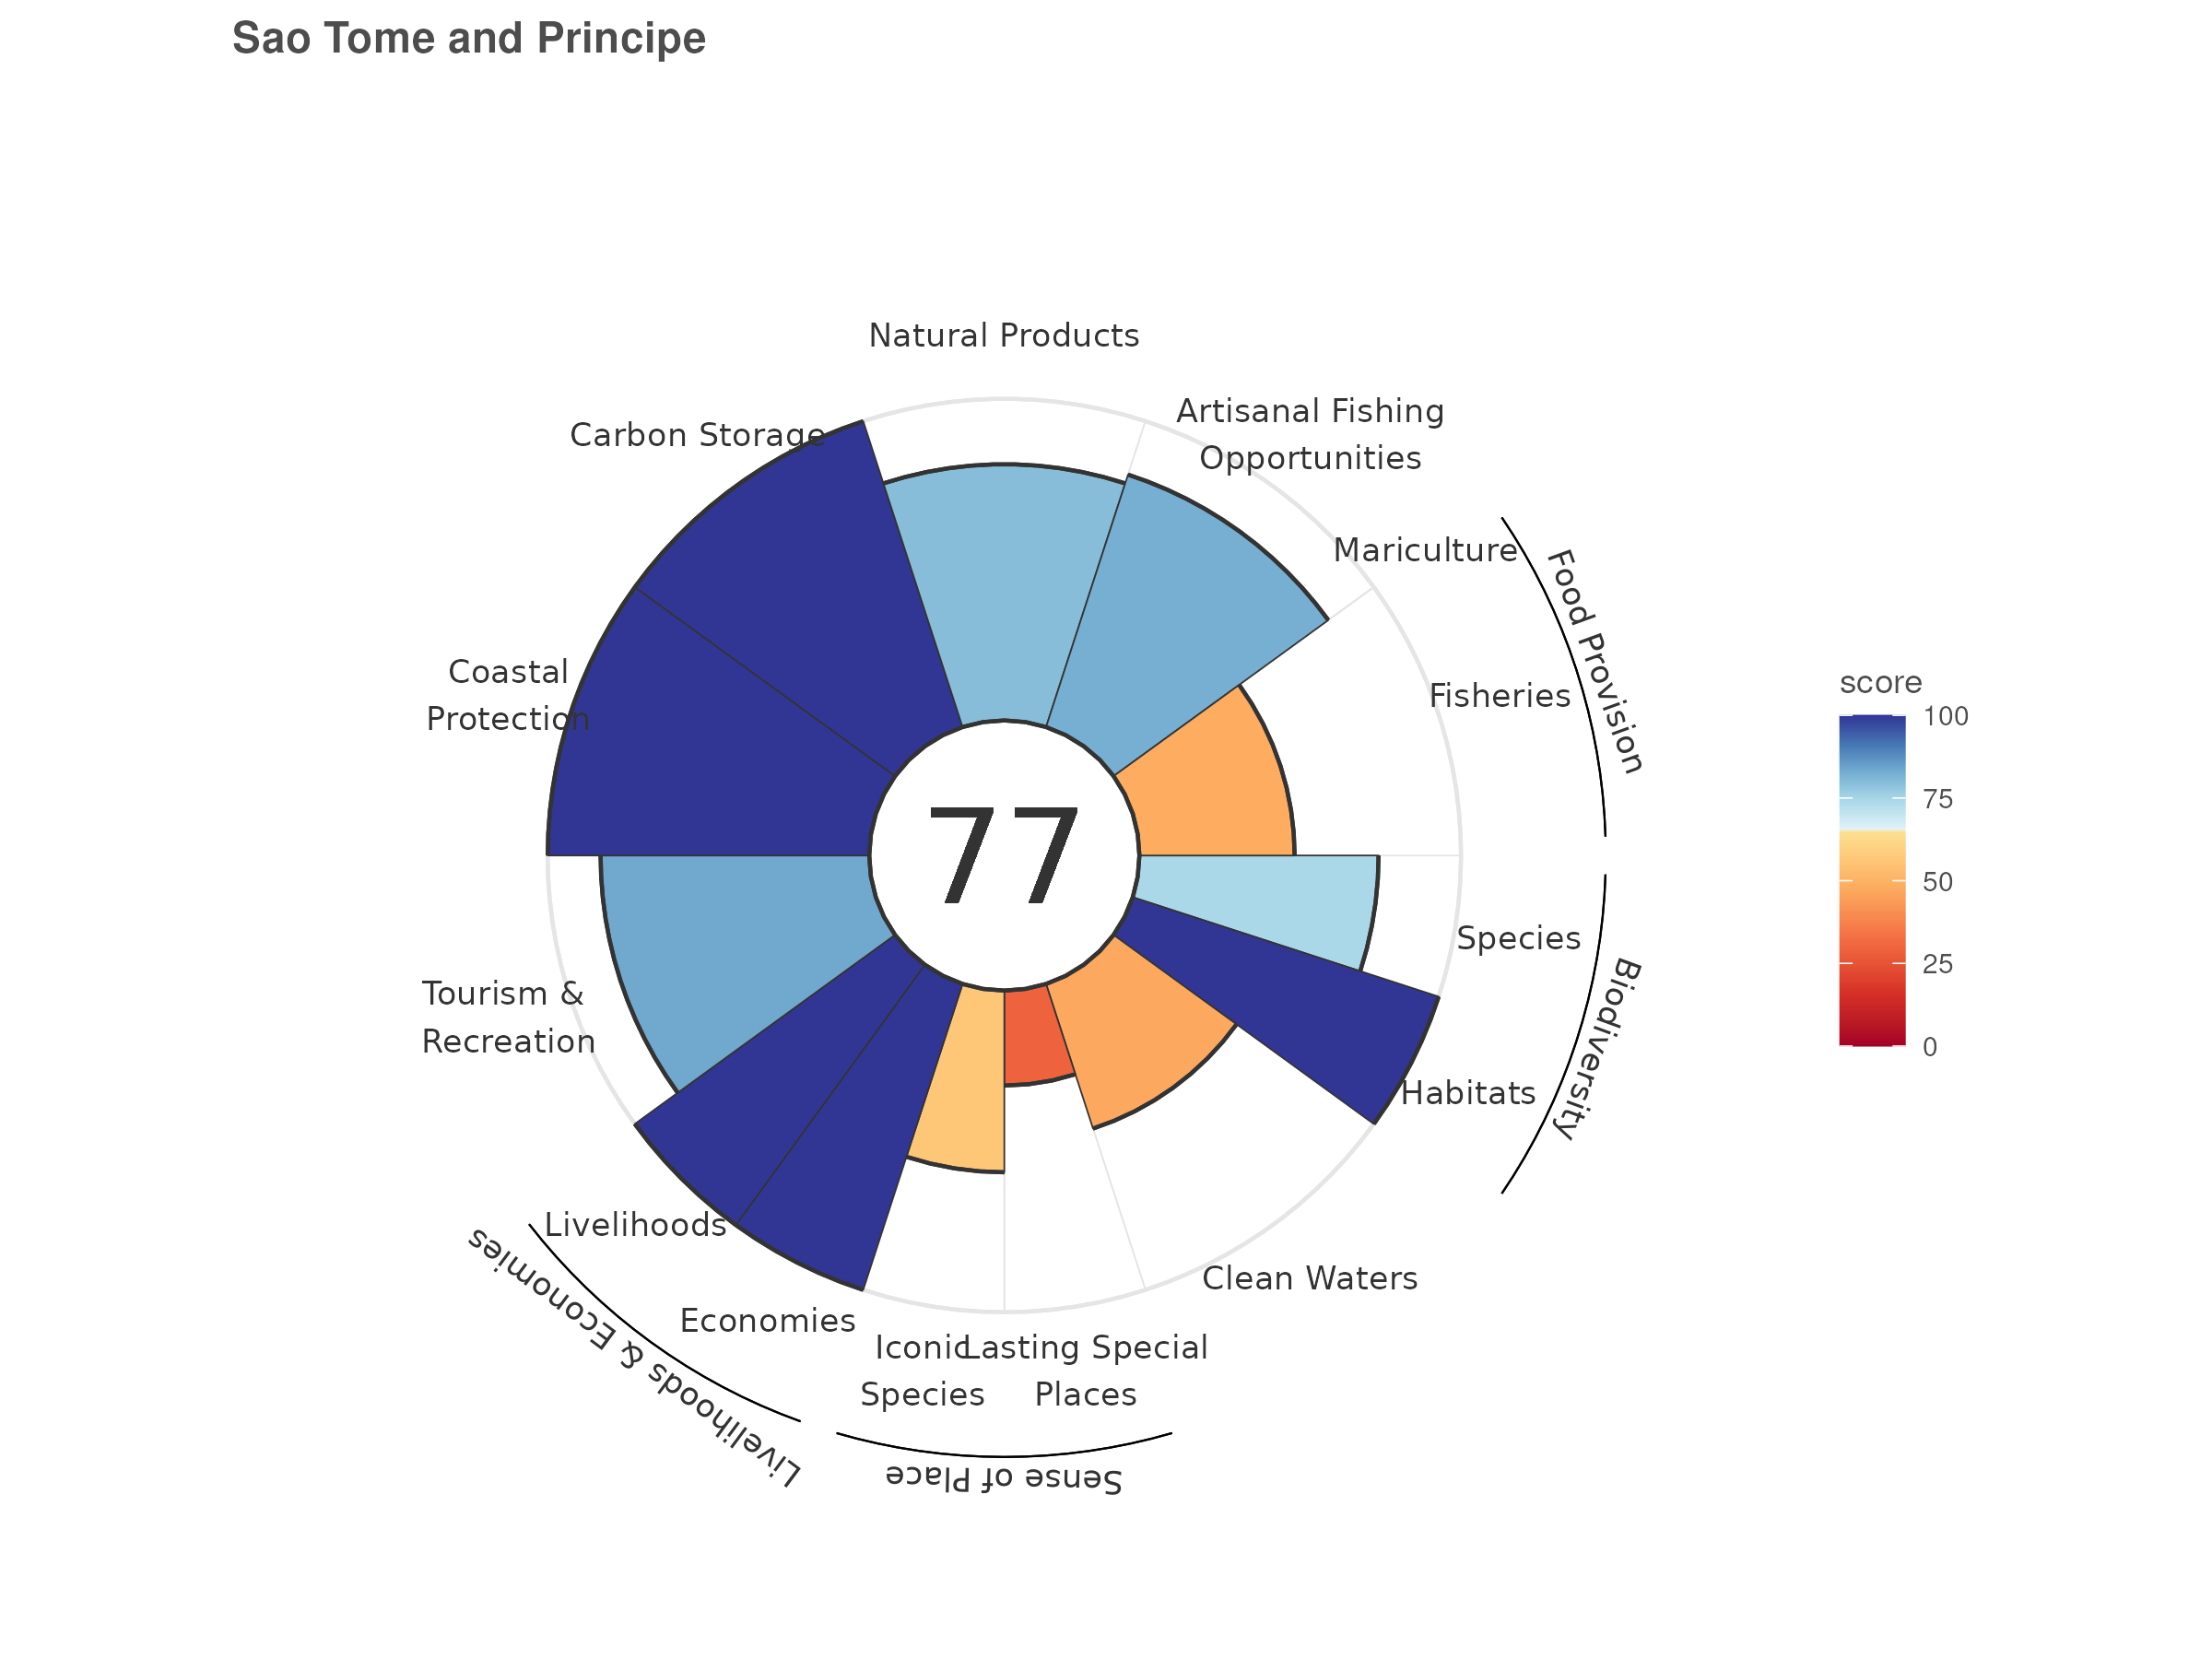 Sao Tome and Principe
Natural Products
Artisanal Fishing
Opportunities
Carbon Storage
Mariculture
Food Provision
Coastal
Protection
Fisheries
77
score
100
75
50
25
0
Species
Biodiversity
Tourism &
Recreation
Habitats
Livelihoods
Livelihoods & Economies
Clean Waters
Economies
Iconic
Species
Lasting Special
Places
Sense of Place